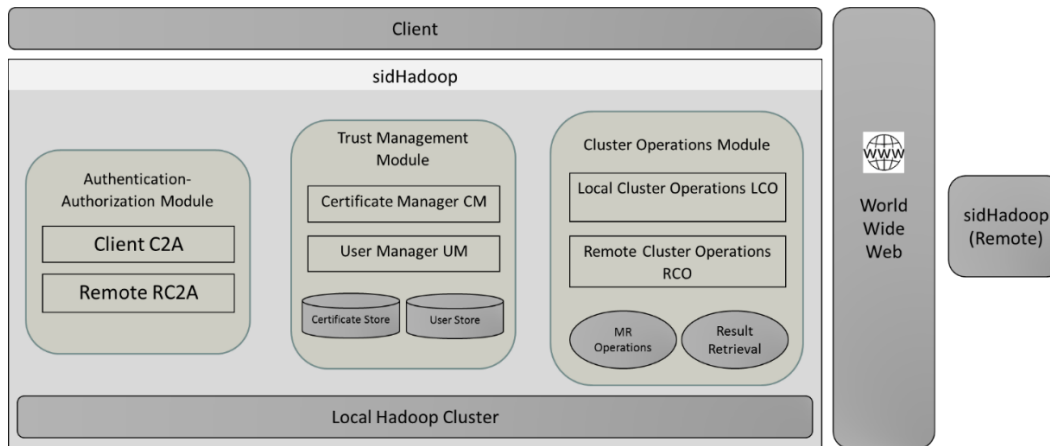 Client
sidHadoop
Authentication-
Authorization Module
Client C2A
Remote RC2A
Trust Management
Module
Certificate Manager CM
User Manager UM
Certificate Store
User Store
Cluster Operations Module
Local Cluster Operations LCO
Remote Cluster Operations
RCO
MR
Operations
Result
Retrieval
Local Hadoop Cluster
WWW
World
Wide
Web
sidHadoop
(Remote)